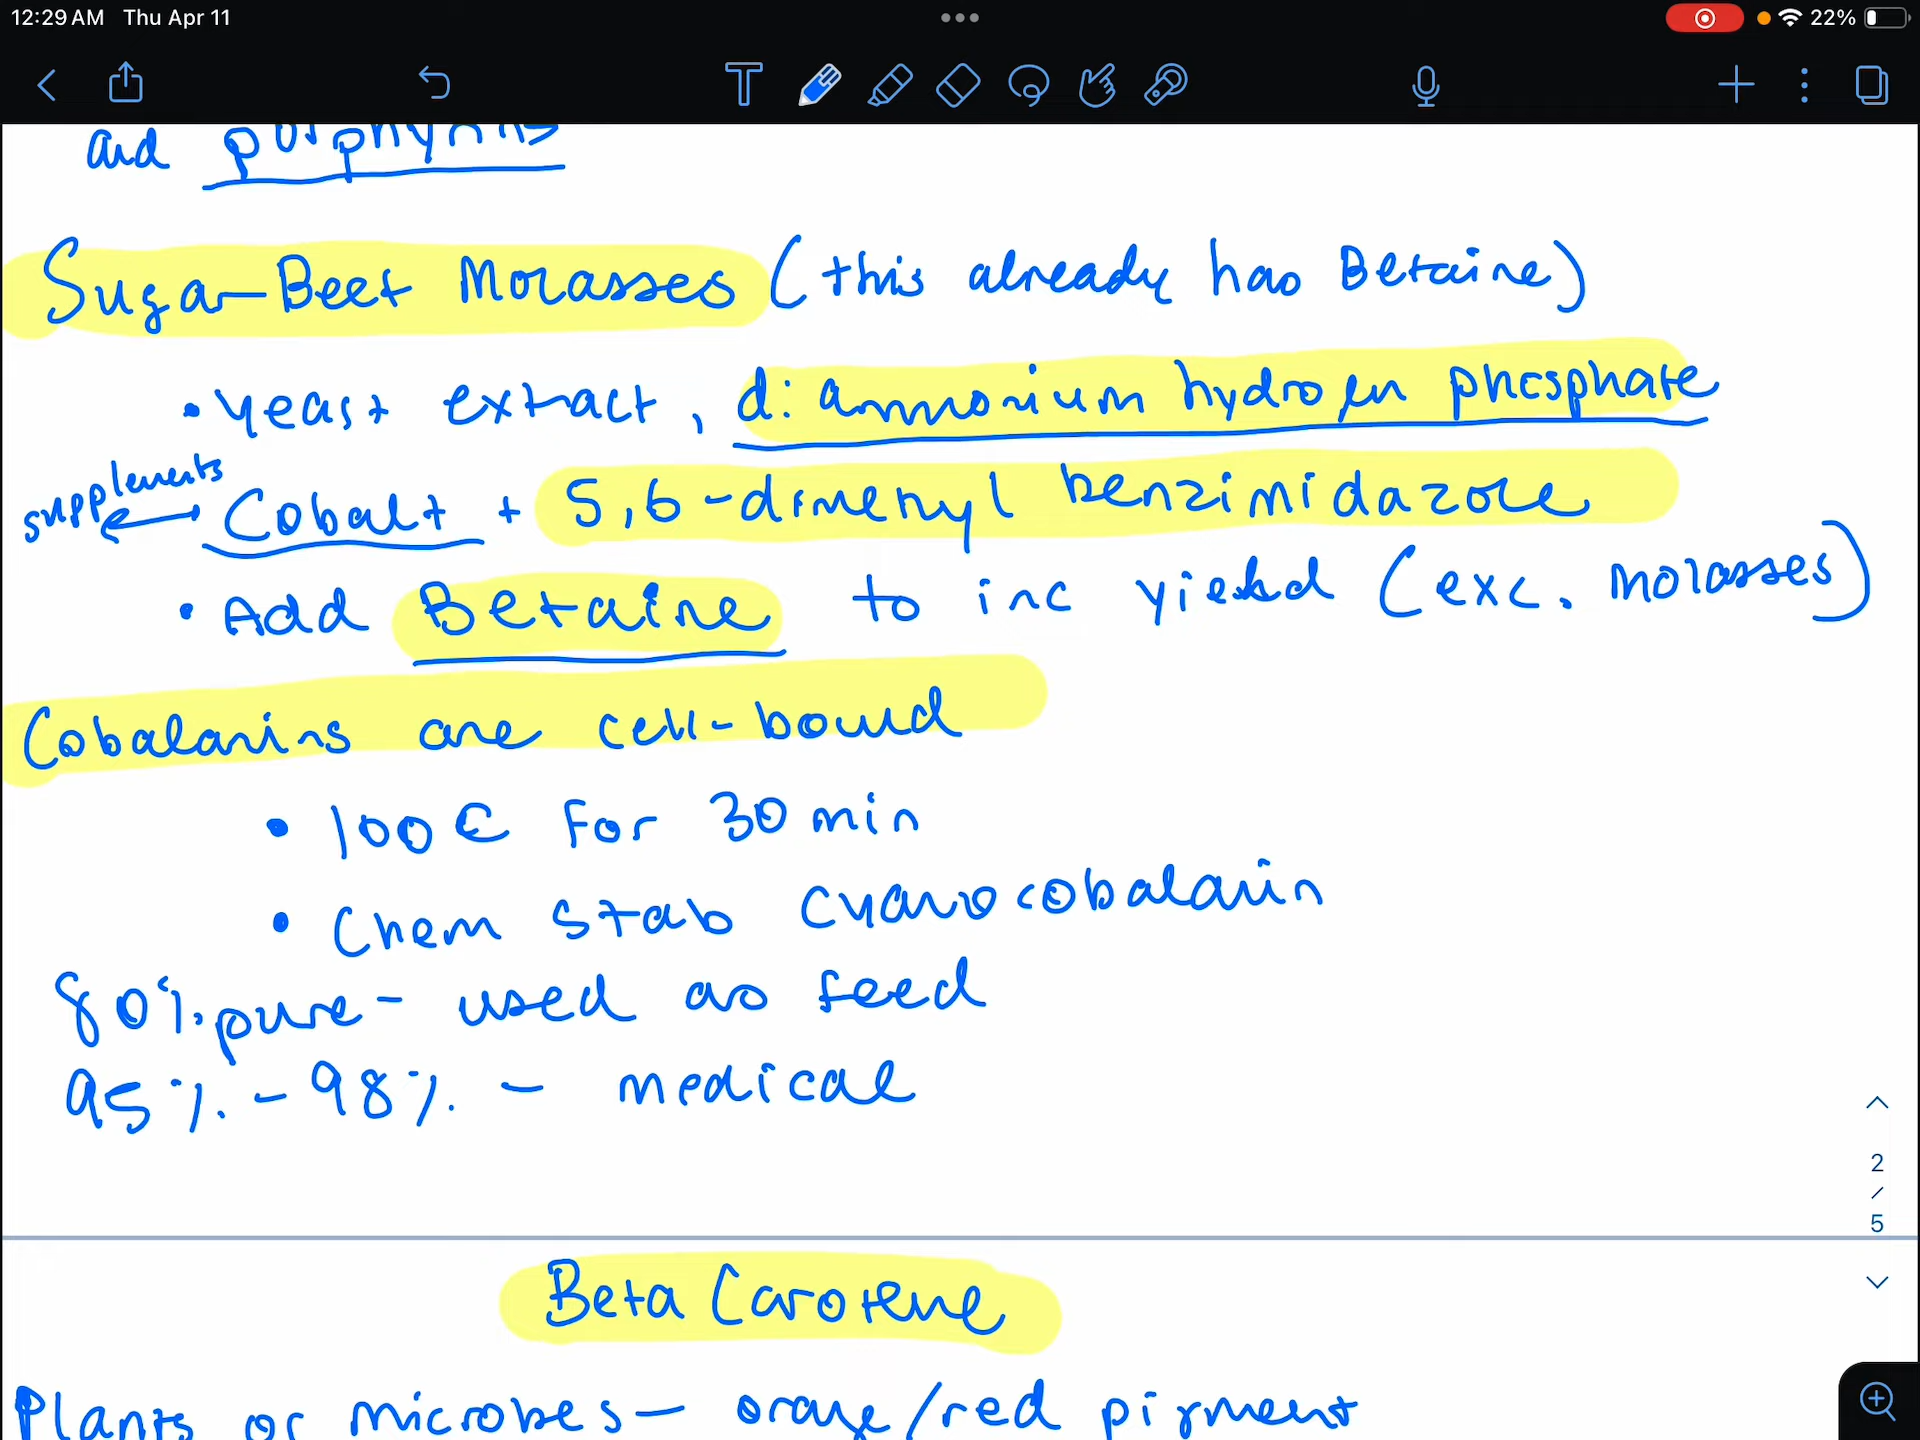 12:29 AM Thu Apr 11
22%
and porphyrins
Sugar-Beet Molasses (this already has Betaine)
• Yeast extract, di ammonium hydrogen phosphate
supplements
Cobalt + 5,6-dimethyl benzimidazole
• Add Betaine to inc yield (exc. molasses)
Cobalamins are cell-bound
• 100 C for 30 min
• Chem stab cyanocobalamin
80% pure - used as feed
95% - 98% - medical
2
/
5
Beta Carotene
Plants or microbes - orange/red pigment